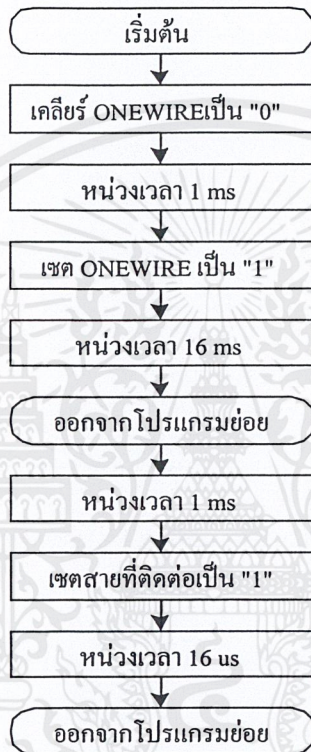 เริ่มต้น
เคลียร์ ONEWIREเป็น "0"
หน่วงเวลา 1 ms
เซต ONEWIRE เป็น "1"
หน่วงเวลา 16 ms
ออกจากโปรแกรมย่อย
หน่วงเวลา 1 ms
เซตสายที่ติดต่อเป็น "1"
หน่วงเวลา 16 us
ออกจากโปรแกรมย่อย